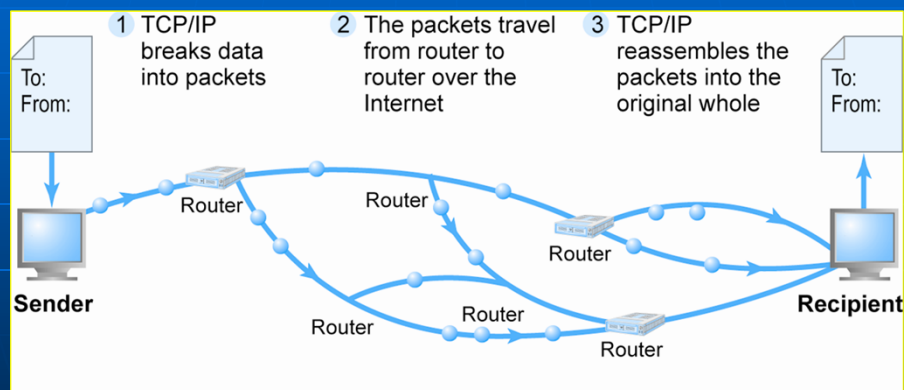 1 TCP/IP
breaks data
into packets
2 The packets travel
from router to
router over the
Internet
3 TCP/IP
reassembles the
packets into the
original whole
To:
From:
To:
From:
Router
Router
Router
Sender
Recipient
Router
Router
Router